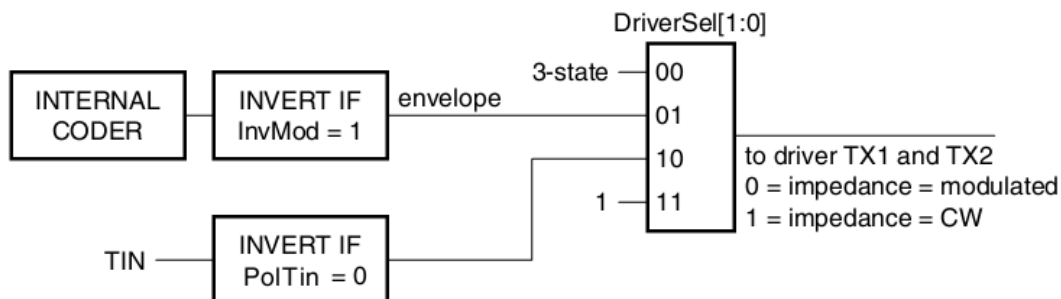 DriverSel[1:0]
3-state
00
INTERNAL
CODER
INVERT IF
InvMod = 1
envelope
01
10
to driver TX1 and TX2
0 = impedance = modulated
1 = impedance = CW
1
11
TIN
INVERT IF
PolTin = 0